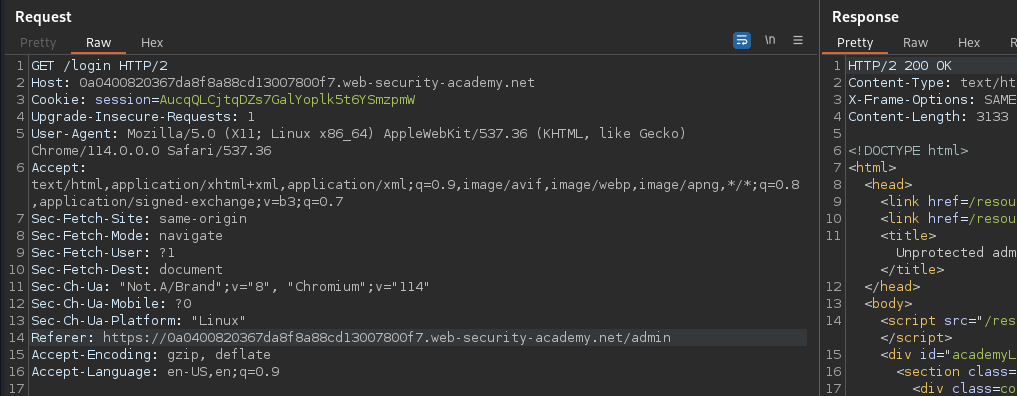 Request
Pretty Raw Hex
\n
1 GET /login HTTP/2
2 Host: 0a0400820367da8f8a88cd13007800f7.web-security-academy.net
3 Cookie: session=AucqQLCjtqDZs7GalYoplk5t6YSmzpmW
4 Upgrade-Insecure-Requests: 1
5 User-Agent: Mozilla/5.0 (X11; Linux x86_64) AppleWebKit/537.36 (KHTML, like Gecko)
Chrome/114.0.0.0 Safari/537.36
6 Accept:
text/html,application/xhtml+xml,application/xml;q=0.9,image/avif,image/webp,image/apng,*/*;q=0.8
,application/signed-exchange;v=b3;q=0.7
7 Sec-Fetch-Site: same-origin
8 Sec-Fetch-Mode: navigate
9 Sec-Fetch-User: ?1
10 Sec-Fetch-Dest: document
11 Sec-Ch-Ua: "Not.A/Brand";v="8", "Chromium";v="114"
12 Sec-Ch-Ua-Mobile: ?0
13 Sec-Ch-Ua-Platform: "Linux"
14 Referer: https://0a0400820367da8f8a88cd13007800f7.web-security-academy.net/admin
15 Accept-Encoding: gzip, deflate
16 Accept-Language: en-US,en;q=0.9
17
Response
Pretty Raw Hex R
1 HTTP/2 200 OK
2 Content-Type: text/ht
3 X-Frame-Options: SAME
4 Content-Length: 3133
5
6 <!DOCTYPE html>
7 <html>
8 <head>
9 <link href=/resou
10 <link href=/resou
11 <title>
Unprotected adm
</title>
12 </head>
13 <body>
14 <script src="/res
</script>
15 <div id="academyL
16 <section class=
17 <div class=co